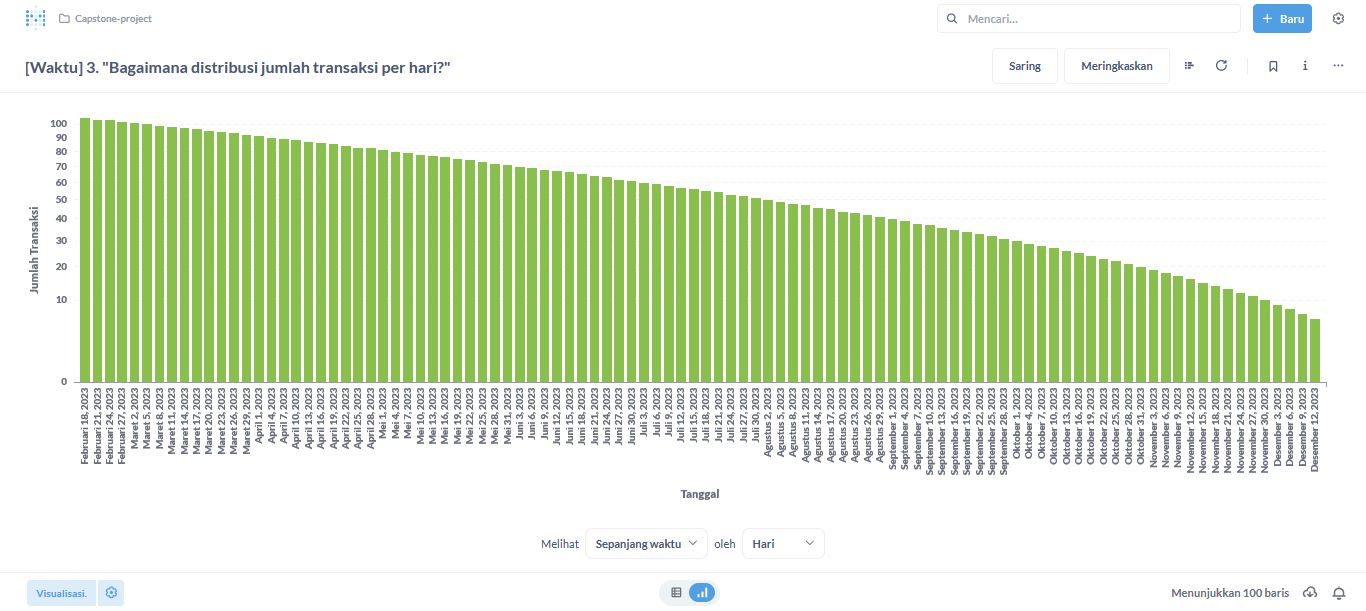 Capstone-project
Mencari...
+ Baru
[Waktu] 3. "Bagaimana distribusi jumlah transaksi per hari?"
Saring
Meringkaskan
Jumlah Transaksi
100
90
80
70
60
50
40
30
20
10
0
Februari 18, 2023
Februari 21, 2023
Februari 24, 2023
Februari 27, 2023
Maret 2, 2023
Maret 5, 2023
Maret 8, 2023
Maret 11, 2023
Maret 14, 2023
Maret 17, 2023
Maret 20, 2023
Maret 23, 2023
Maret 26, 2023
Maret 29, 2023
April 1, 2023
April 4, 2023
April 7, 2023
April 10, 2023
April 13, 2023
April 16, 2023
April 19, 2023
April 22, 2023
April 25, 2023
April 28, 2023
Mei 1, 2023
Mei 4, 2023
Mei 7, 2023
Mei 10, 2023
Mei 13, 2023
Mei 16, 2023
Mei 19, 2023
Mei 22, 2023
Mei 25, 2023
Mei 28, 2023
Mei 31, 2023
Juni 3, 2023
Juni 6, 2023
Juni 9, 2023
Juni 12, 2023
Juni 15, 2023
Juni 18, 2023
Juni 21, 2023
Juni 24, 2023
Juni 27, 2023
Juni 30, 2023
Juli 3, 2023
Juli 6, 2023
Juli 9, 2023
Juli 12, 2023
Juli 15, 2023
Juli 18, 2023
Juli 21, 2023
Juli 24, 2023
Juli 27, 2023
Juli 30, 2023
Agustus 2, 2023
Agustus 5, 2023
Agustus 8, 2023
Agustus 11, 2023
Agustus 14, 2023
Agustus 17, 2023
Agustus 20, 2023
Agustus 23, 2023
Agustus 26, 2023
Agustus 29, 2023
September 1, 2023
September 4, 2023
September 7, 2023
September 10, 2023
September 13, 2023
September 16, 2023
September 19, 2023
September 22, 2023
September 25, 2023
September 28, 2023
Oktober 1, 2023
Oktober 4, 2023
Oktober 7, 2023
Oktober 10, 2023
Oktober 13, 2023
Oktober 16, 2023
Oktober 19, 2023
Oktober 22, 2023
Oktober 25, 2023
Oktober 28, 2023
Oktober 31, 2023
November 3, 2023
November 6, 2023
November 9, 2023
November 12, 2023
November 15, 2023
November 18, 2023
November 21, 2023
November 24, 2023
November 27, 2023
November 30, 2023
Desember 3, 2023
Desember 6, 2023
Desember 9, 2023
Desember 12, 2023
Tanggal
Melihat Sepanjang waktu oleh Hari
Visualisasi.
Menunjukkan 100 baris